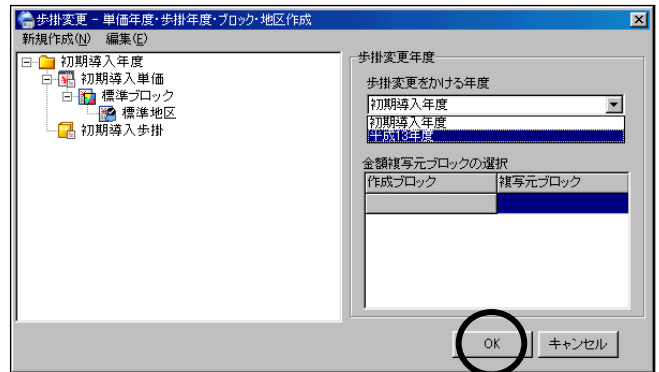 歩掛変更 - 単価年度・歩掛年度・ブロック・地区作成
新規作成(N) 編集(E)
初期導入年度
初期導入単価
標準ブロック
標準地区
初期導入歩掛
歩掛変更年度
歩掛変更をかける年度
初期導入年度
初期導入年度
平成13年度
金額複写元ブロックの選択
作成ブロック 複写元ブロック
OK キャンセル